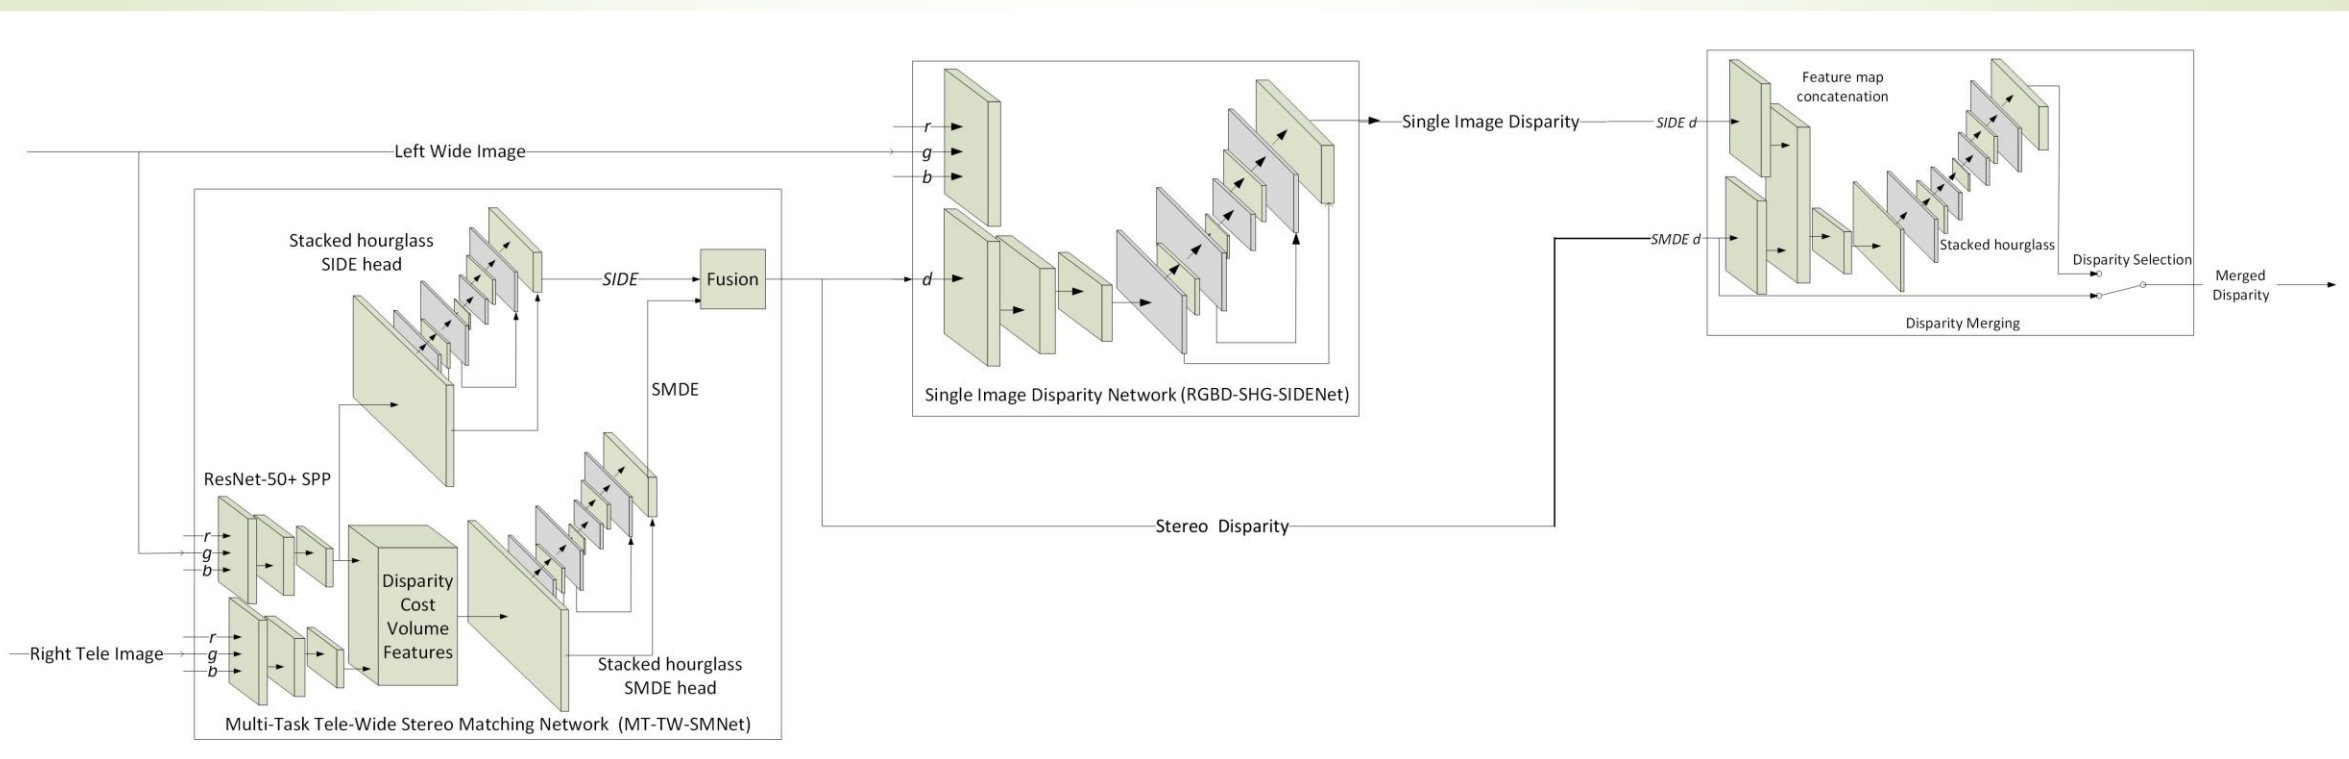 Left Wide Image
Stacked hourglass
SIDE head
SIDE
Fusion
SMDE
ResNet-50+ SPP
r
g
b
Right Tele Image
r
g
b
Disparity
Cost
Volume
Features
Stacked hourglass
SMDE head
Multi-Task Tele-Wide Stereo Matching Network (MT-TW-SMNet)
r
g
b
d
Single Image Disparity Network (RGBD-SHG-SIDENet)
Single Image Disparity
Stereo Disparity
SIDE d
SMDE d
Feature map
concatenation
Stacked hourglass
Disparity Selection
Disparity Merging
Merged
Disparity